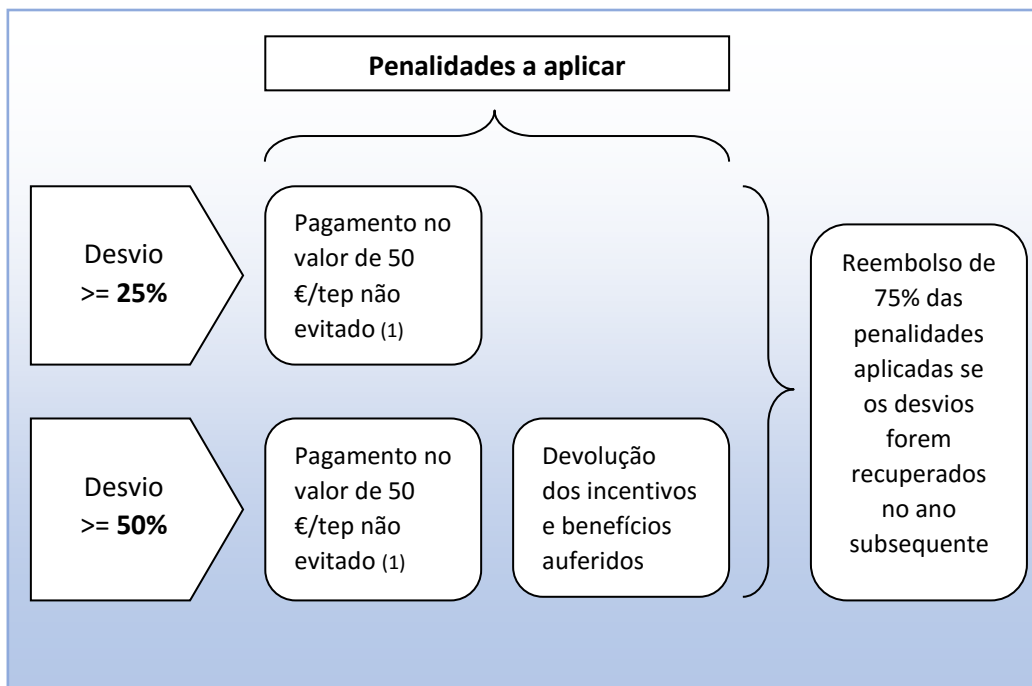 Penalidades a aplicar
Desvio
>= 25%
Pagamento no
valor de 50
€/tep não
evitado (1)
Desvio
>= 50%
Pagamento no
valor de 50
€/tep não
evitado (1)
Devolução
dos incentivos
e benefícios
auferidos
Reembolso de
75% das
penalidades
aplicadas se
os desvios
forem
recuperados
no ano
subsequente